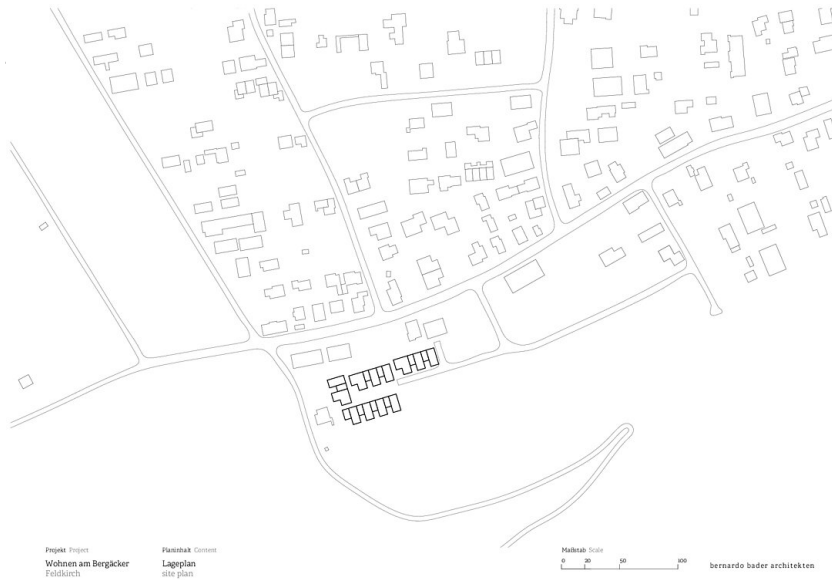 Projekt Project
Wohnen am Bergäcker
Feldkirch
Planinhalt Content
Lageplan
site plan
Maßstab Scale
0 20 50 100
bernardo bader architekten